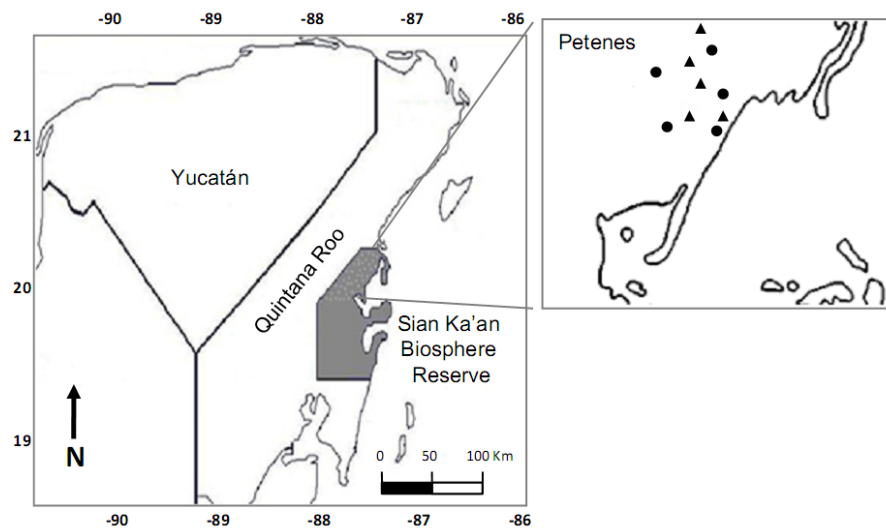 -90 -89 -88 -87 -86
Petenes
21
Yucatán
Quintana Roo
20
Sian Ka'an
Biosphere
Reserve
19
N
0 50 100 Km
-90 -89 -88 -87 -86